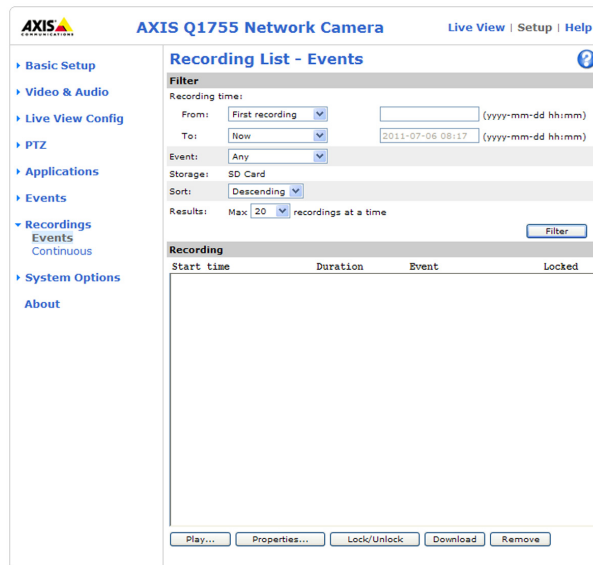 AXIS
COMMUNICATIONS
AXIS Q1755 Network Camera
Live View | Setup | Help
Basic Setup
Video & Audio
Live View Config
PTZ
Applications
Events
Recordings
Events
Continuous
System Options
About
Recording List - Events
?
Filter
Recording time:
From: First recording (yyyy-mm-dd hh:mm)
To: Now 2011-07-06 08:17 (yyyy-mm-dd hh:mm)
Event: Any
Storage: SD Card
Sort: Descending
Results: Max 20 recordings at a time
Filter
Recording
Start time Duration Event Locked
Play... Properties... Lock/Unlock Download Remove